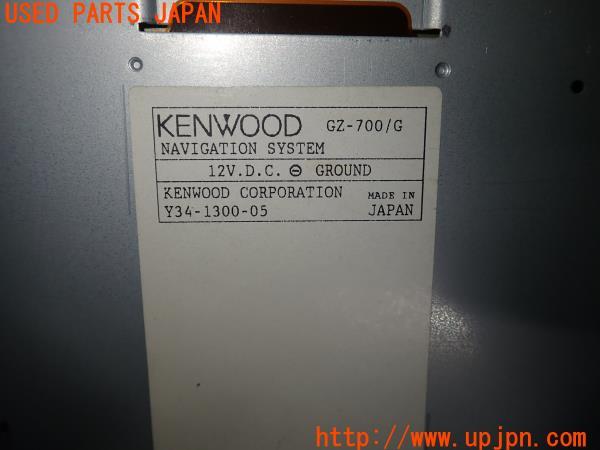 USED PARTS JAPAN
KENWOOD GZ-700/G
NAVIGATION SYSTEM
12V.D.C. ⊖ GROUND
KENWOOD CORPORATION MADE IN
Y34-1300-05 JAPAN
UPJ
http://www.upjpn.com